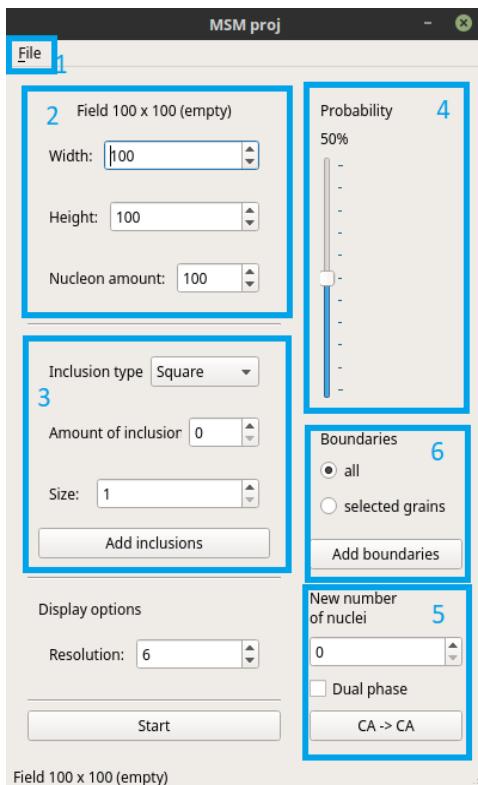 MSM proj
File
1
2 Field 100 x 100 (empty)
Width: 100
Height: 100
Nucleon amount: 100
3
Inclusion type Square
Amount of inclusior 0
Size: 1
Add inclusions
Display options
Resolution: 6
Start
Field 100 x 100 (empty)
Probability 4
50%
Boundaries 6
all
selected grains
Add boundaries
New number
of nuclei 5
0
Dual phase
CA -> CA